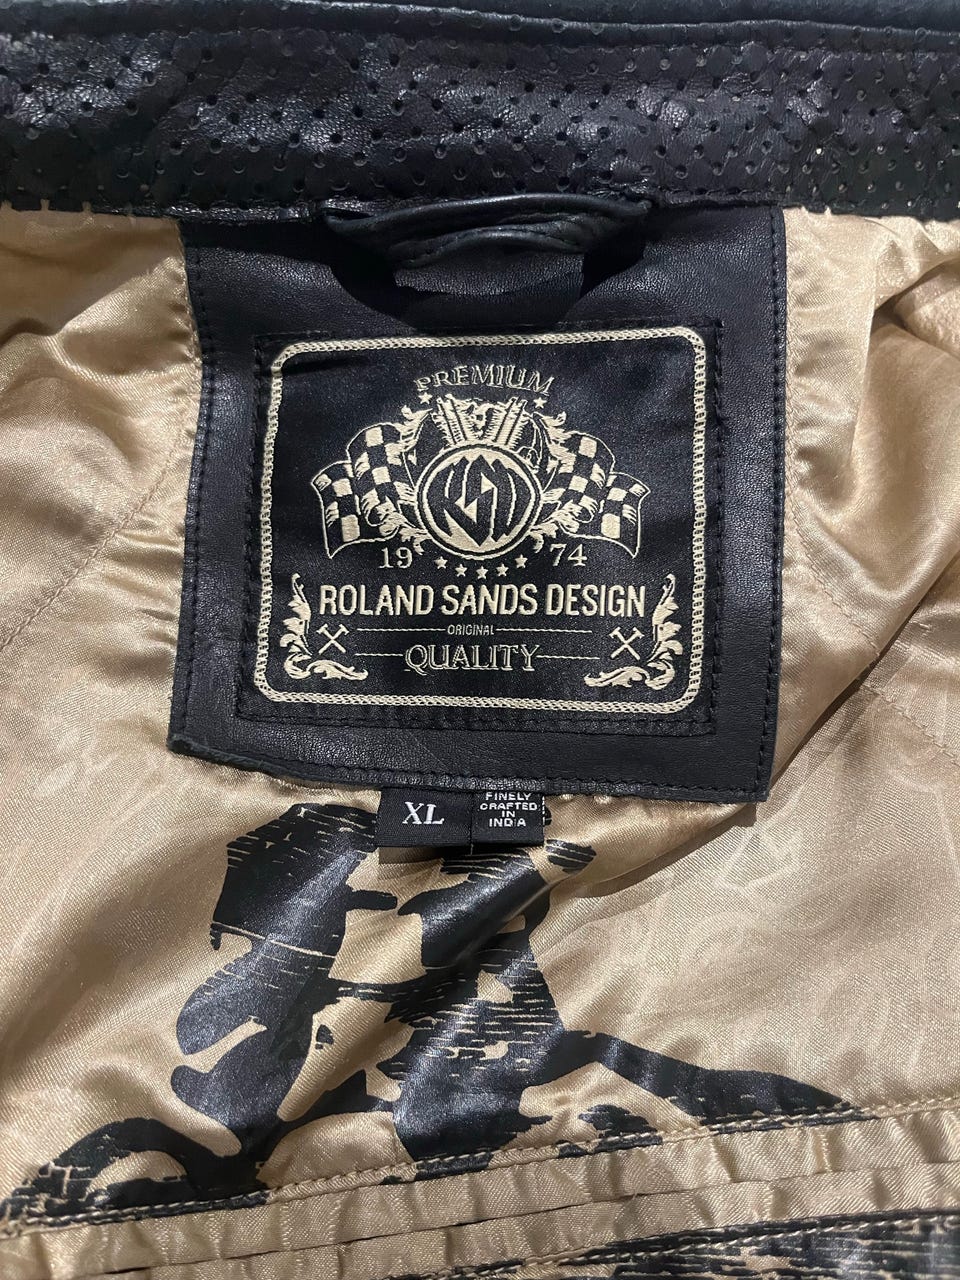 PREMIUM
RSD
19 74
ROLAND SANDS DESIGN
ORIGINAL
QUALITY
XL
FINELY
CRAFTED
IN
INDIA